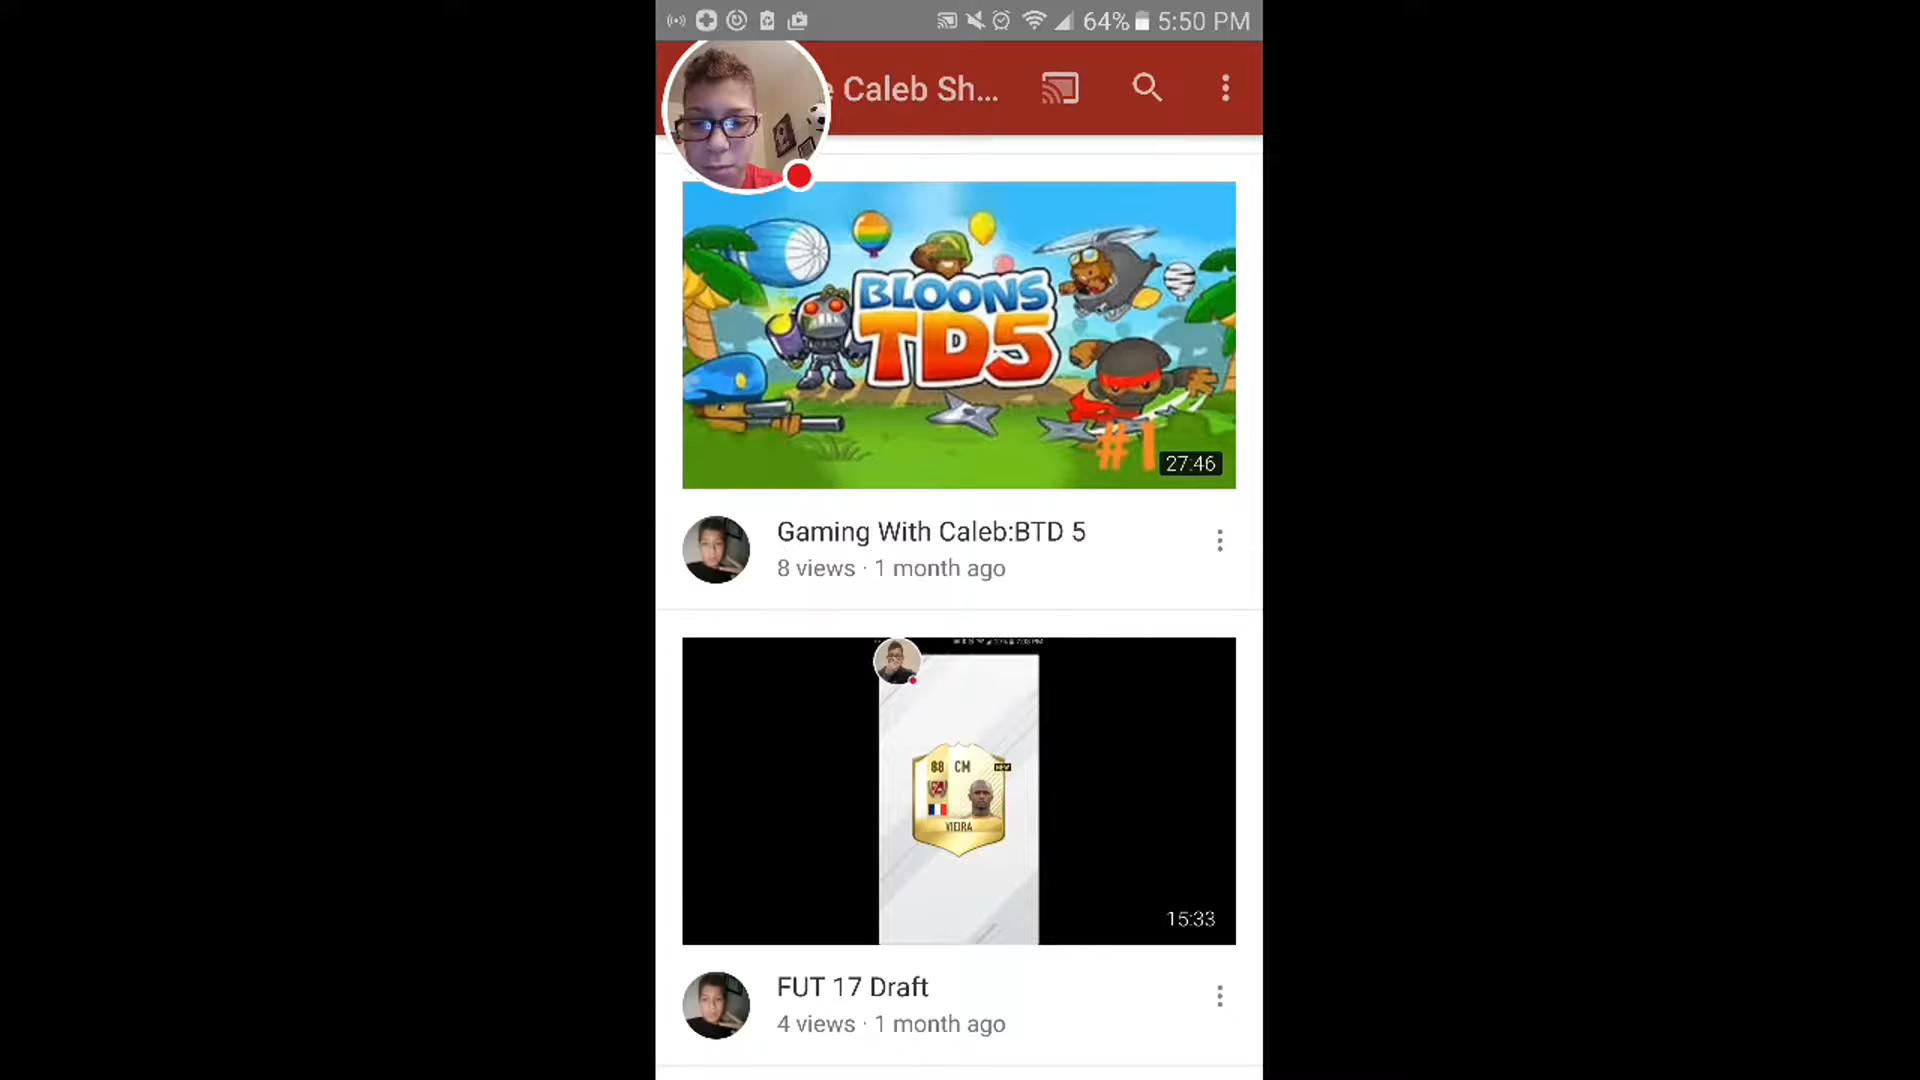 64% 5:50 PM
e Caleb Sh...
BLOONS
TD5
#1
27:46
Gaming With Caleb:BTD 5
8 views · 1 month ago
88 CM
NEW
VIEIRA
15:33
FUT 17 Draft
4 views · 1 month ago